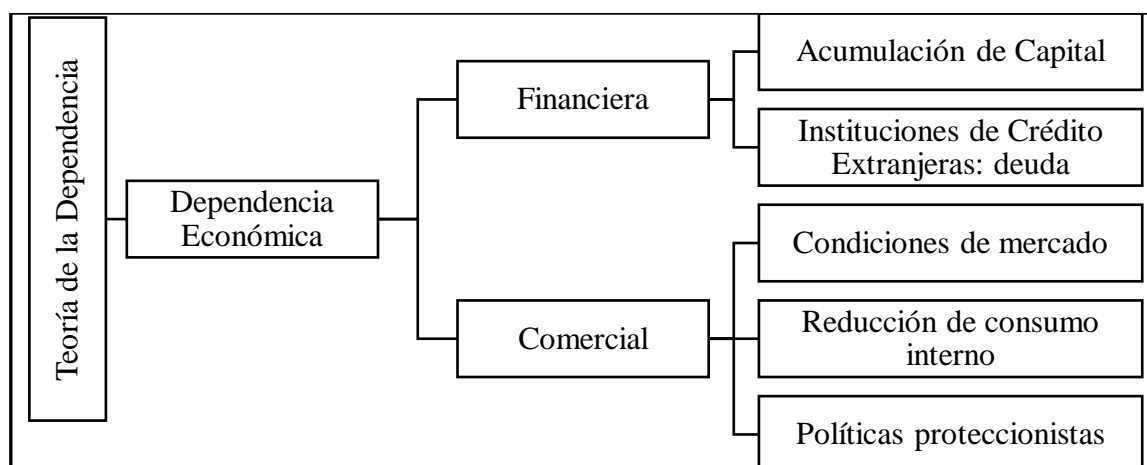 Teoría de la Dependencia
Dependencia
Económica
Financiera
Acumulación de Capital
Instituciones de Crédito
Extranjeras: deuda
Comercial
Condiciones de mercado
Reducción de consumo
interno
Políticas proteccionistas